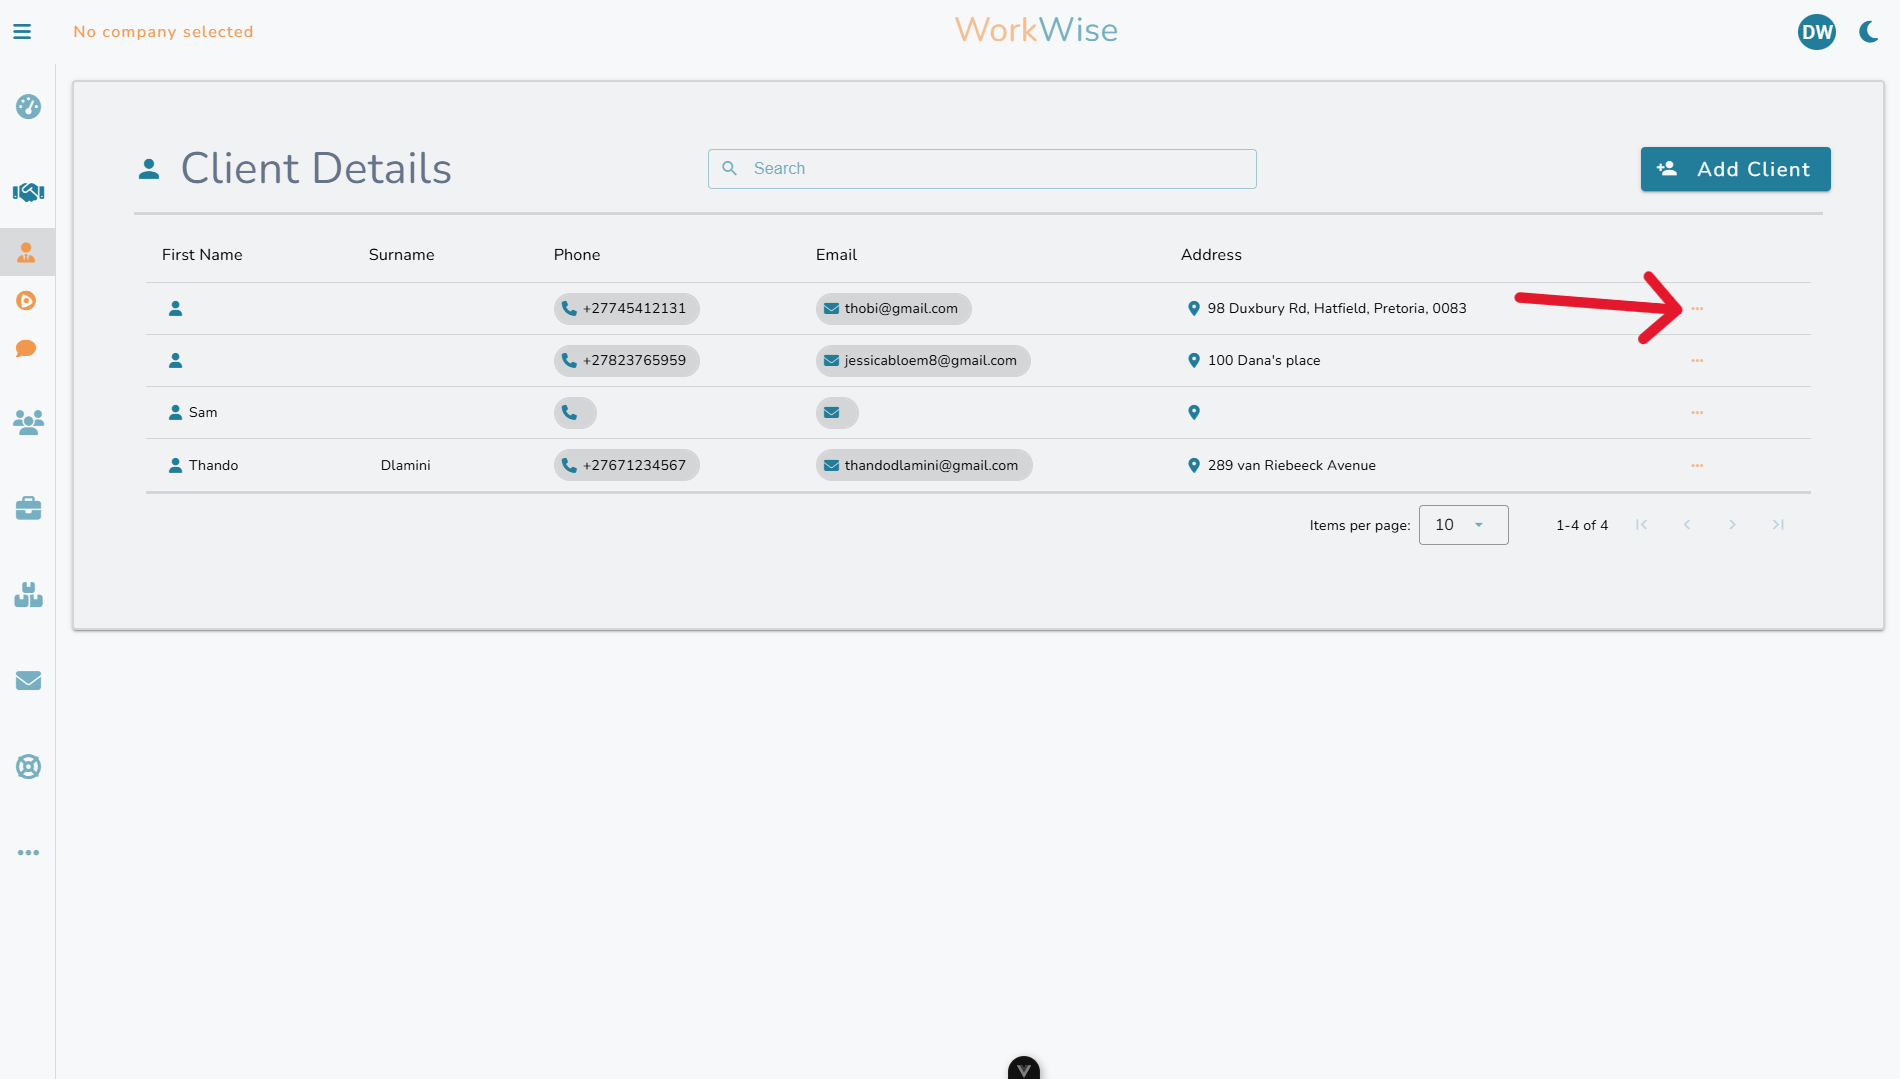 No company selected
WorkWise
DW
Client Details
Search
Add Client
First Name Surname Phone Email Address
+27745412131 thobi@gmail.com 98 Duxbury Rd, Hatfield, Pretoria, 0083
+27823765959 jessicabloem8@gmail.com 100 Dana's place
Sam
Thando Dlamini +27671234567 thandodlamini@gmail.com 289 van Riebeeck Avenue
Items per page: 10 1-4 of 4